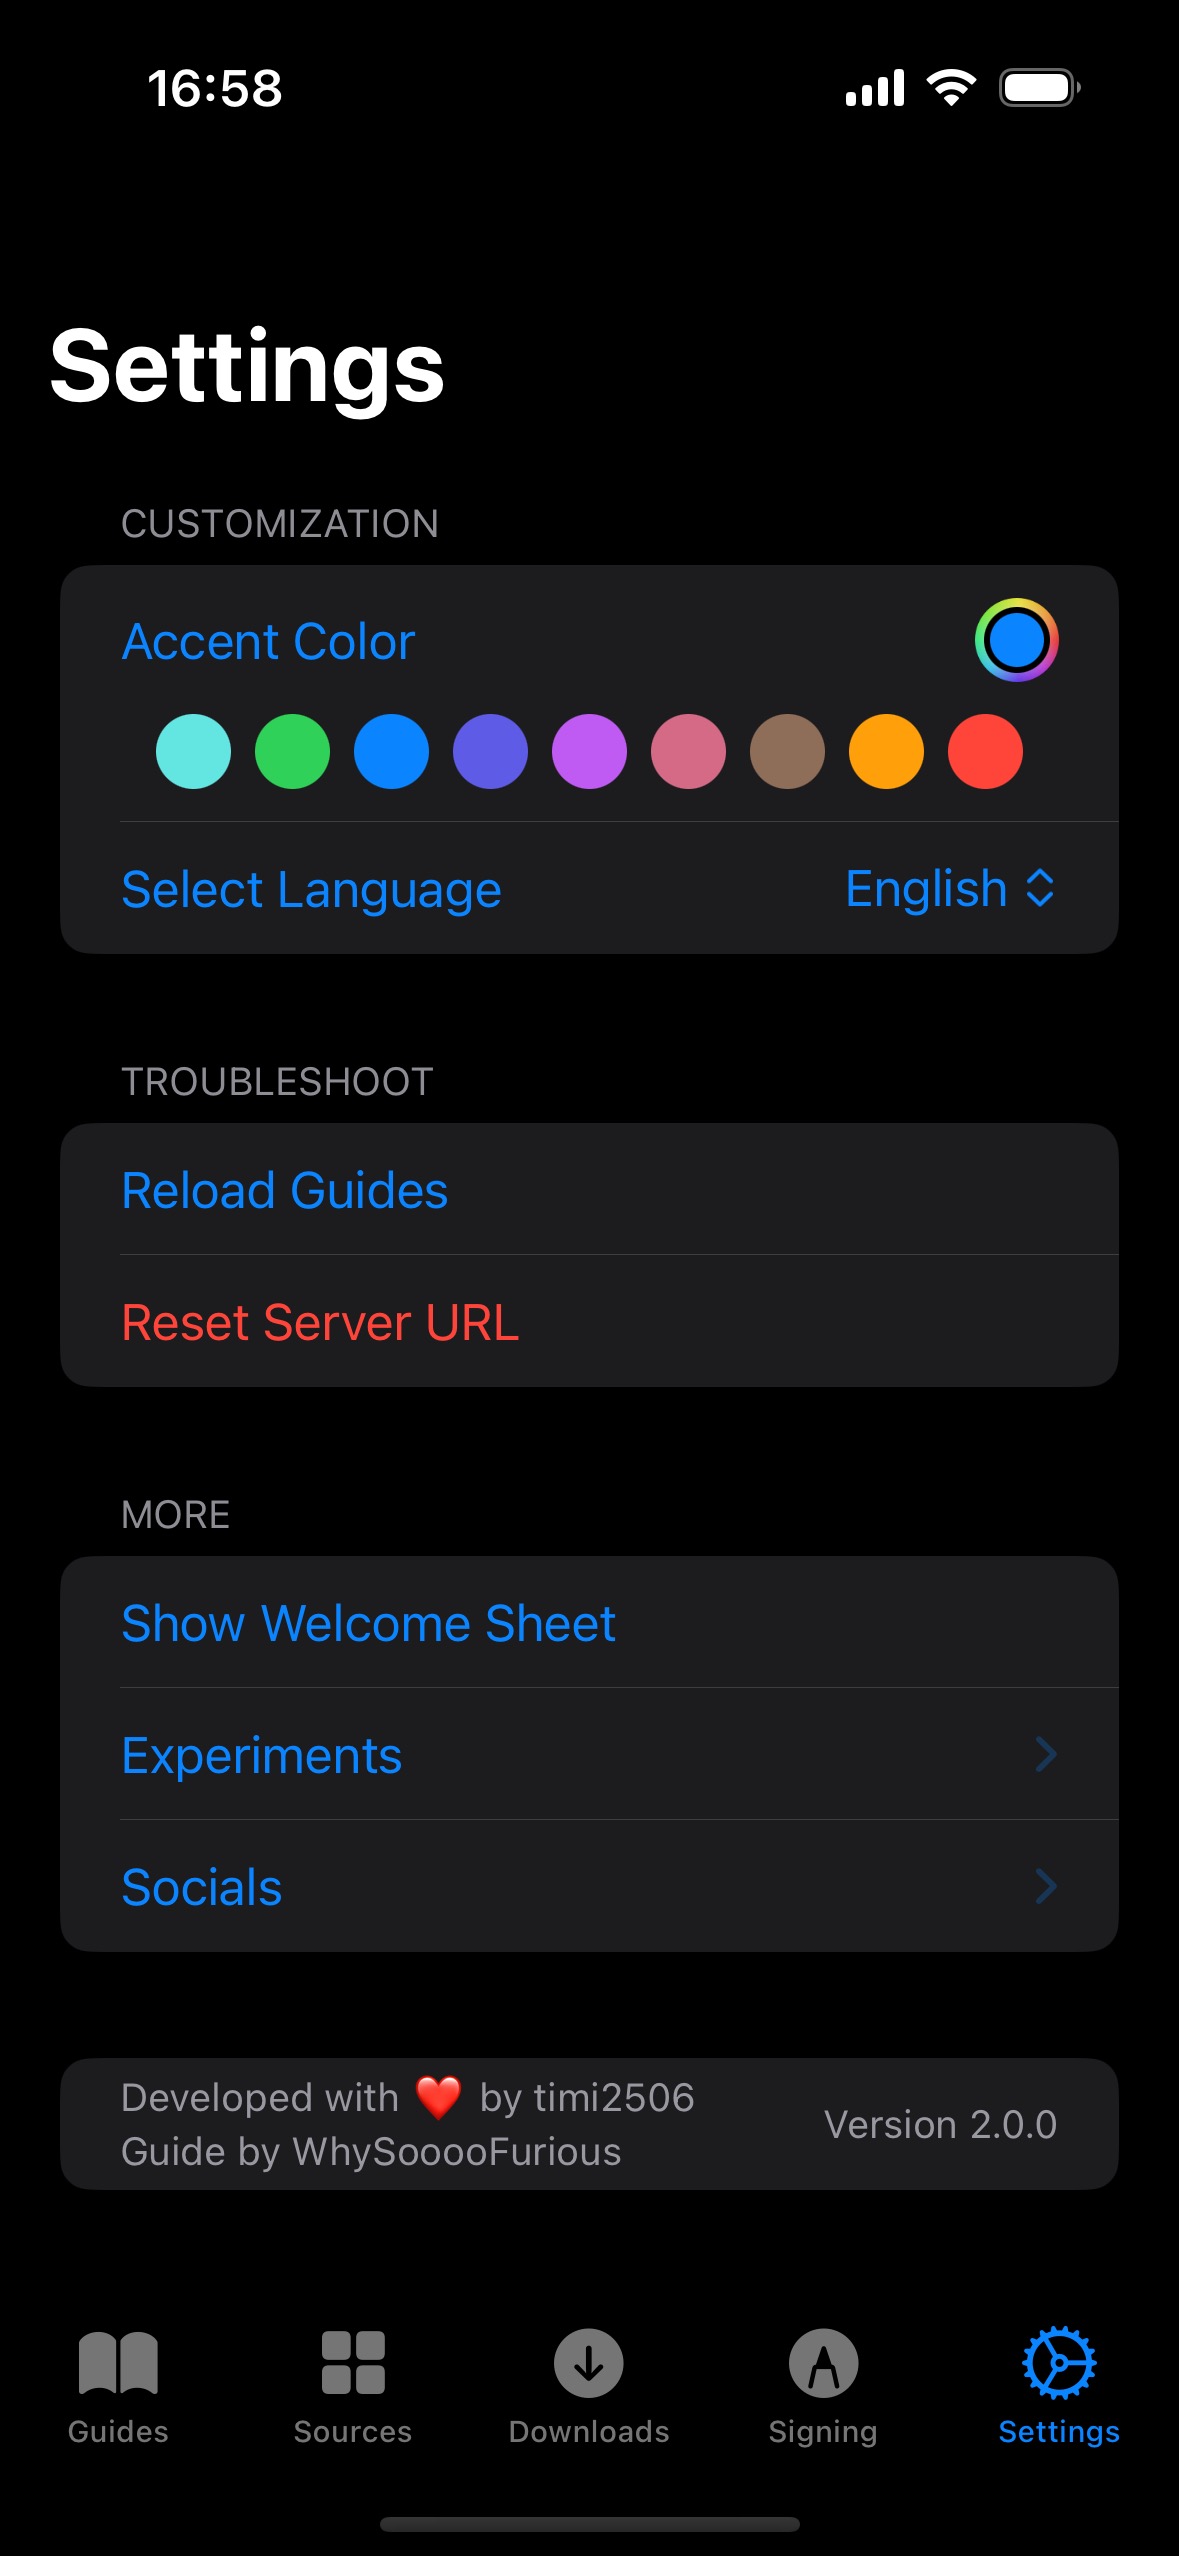 16:58
Settings
CUSTOMIZATION
Accent Color
Select Language English
TROUBLESHOOT
Reload Guides
Reset Server URL
MORE
Show Welcome Sheet
Experiments
Socials
Developed with ❤️ by timi2506
Guide by WhySooooFurious
Version 2.0.0
Guides Sources Downloads Signing Settings